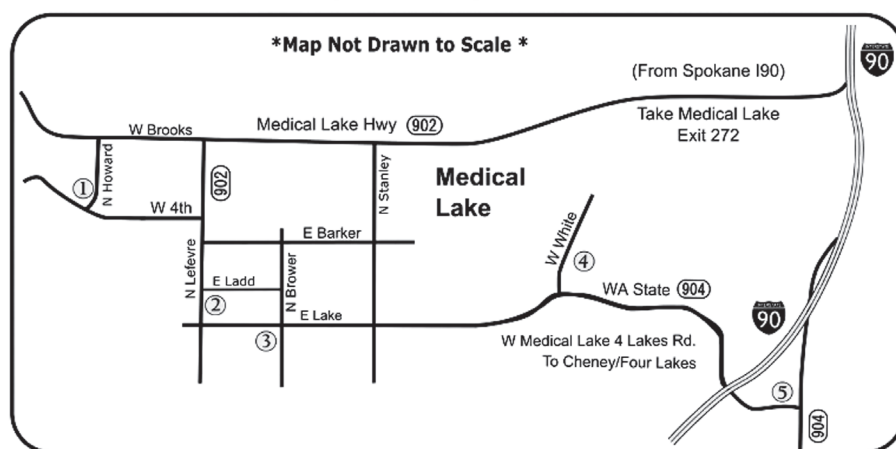 *Map Not Drawn to Scale *
INTERSTATE
90
(From Spokane I90)
W Brooks
Medical Lake Hwy 902
Take Medical Lake
Exit 272
N Howard
1
902
N Stanley
Medical
Lake
W 4th
W White
E Barker
4
N Lefevre
E Ladd
N Brower
WA State 904
2
E Lake
INTERSTATE
90
3
W Medical Lake 4 Lakes Rd.
To Cheney/Four Lakes
5
904